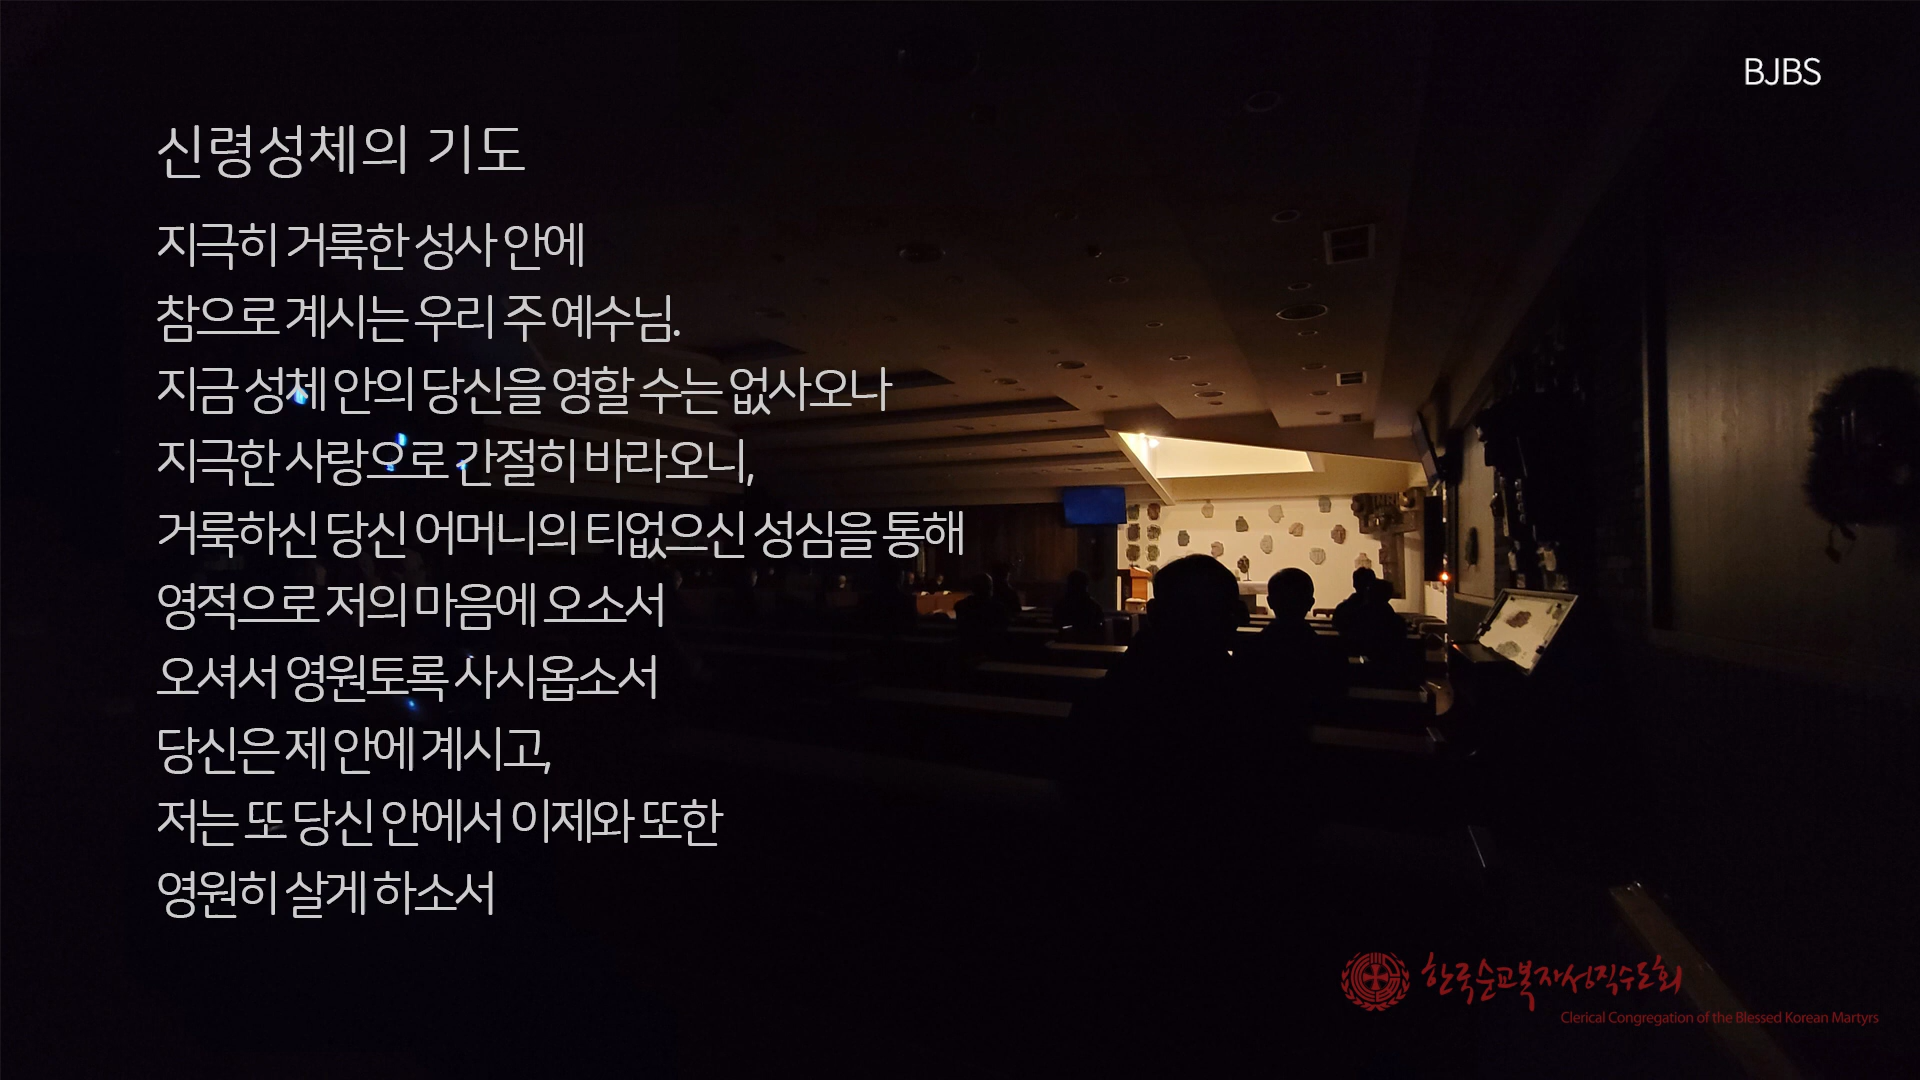 BJBS
신령성체의 기도
지극히 거룩한 성사 안에
참으로 계시는 우리 주 예수님.
지금 성체 안의 당신을 영할 수는 없사오나
지극한 사랑으로 간절히 바라오니,
거룩하신 당신 어머니의 티없으신 성심을 통해
영적으로 저의 마음에 오소서
오셔서 영원토록 사시옵소서
당신은 제 안에 계시고,
저는 또 당신 안에서 이제와 또한
영원히 살게 하소서
한국순교복자성직수도회
Clerical Congregation of the Blessed Korean Martyrs